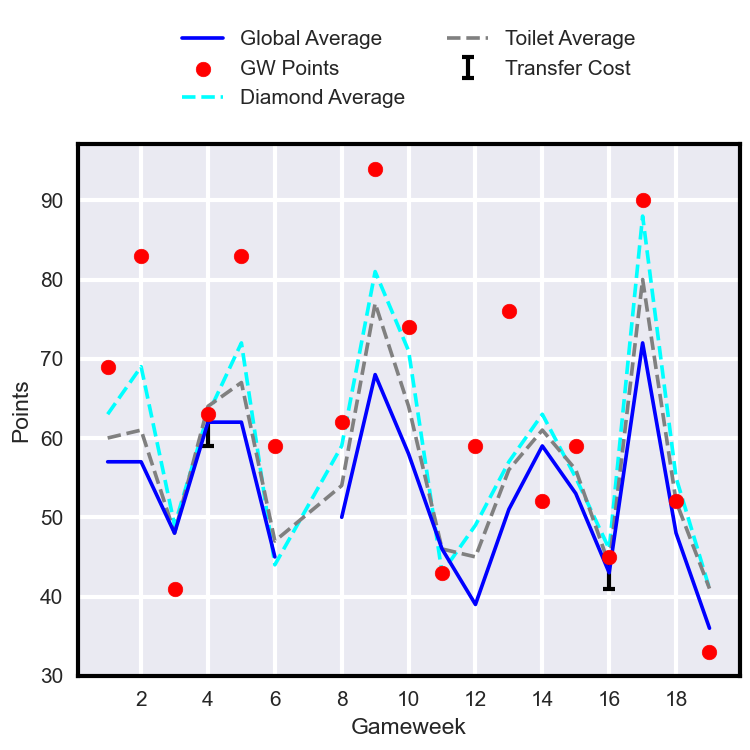 Global Average
GW Points
Diamond Average
Toilet Average
Transfer Cost
90
80
70
60
50
40
30
Points
2 4 6 8 10 12 14 16 18
Gameweek